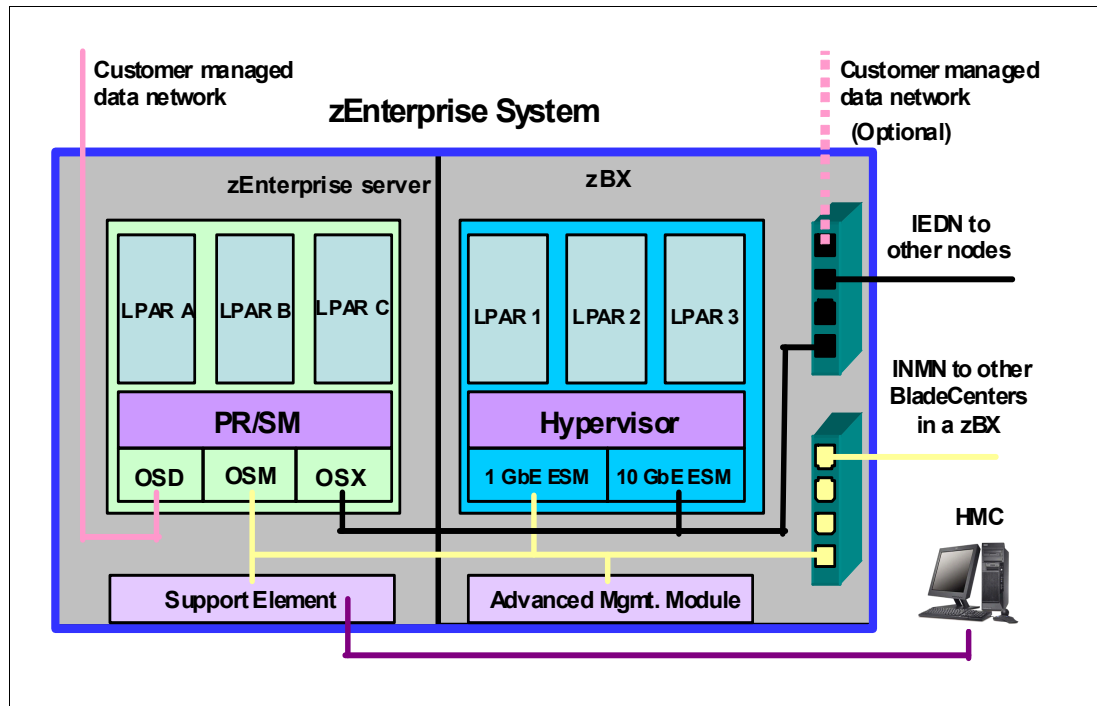 Customer managed
data network
zEnterprise System
Customer managed
data network
(Optional)
zEnterprise server
zBX
IEDN to
other nodes
LPAR A
LPAR B
LPAR C
LPAR 1
LPAR 2
LPAR 3
PR/SM
Hypervisor
OSD
OSM
OSX
1 GbE ESM
10 GbE ESM
INMN to other
BladeCenters
in a zBX
HMC
Support Element
Advanced Mgmt. Module